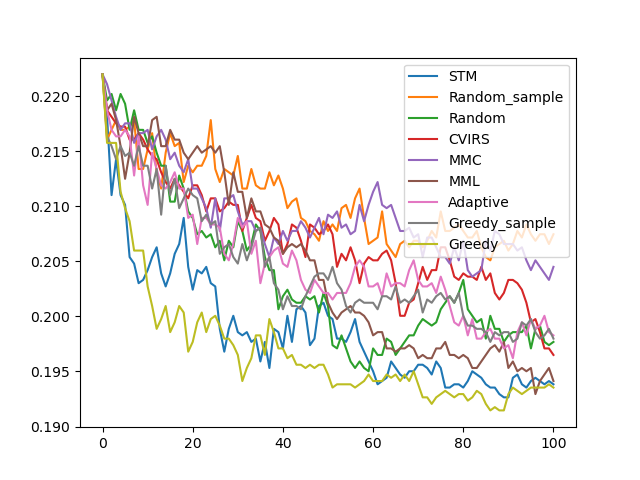 0.220
0.215
0.210
0.205
0.200
0.195
0.190
0
20
40
60
80
100
STM
Random_sample
Random
CVIRS
MMC
MML
Adaptive
Greedy_sample
Greedy